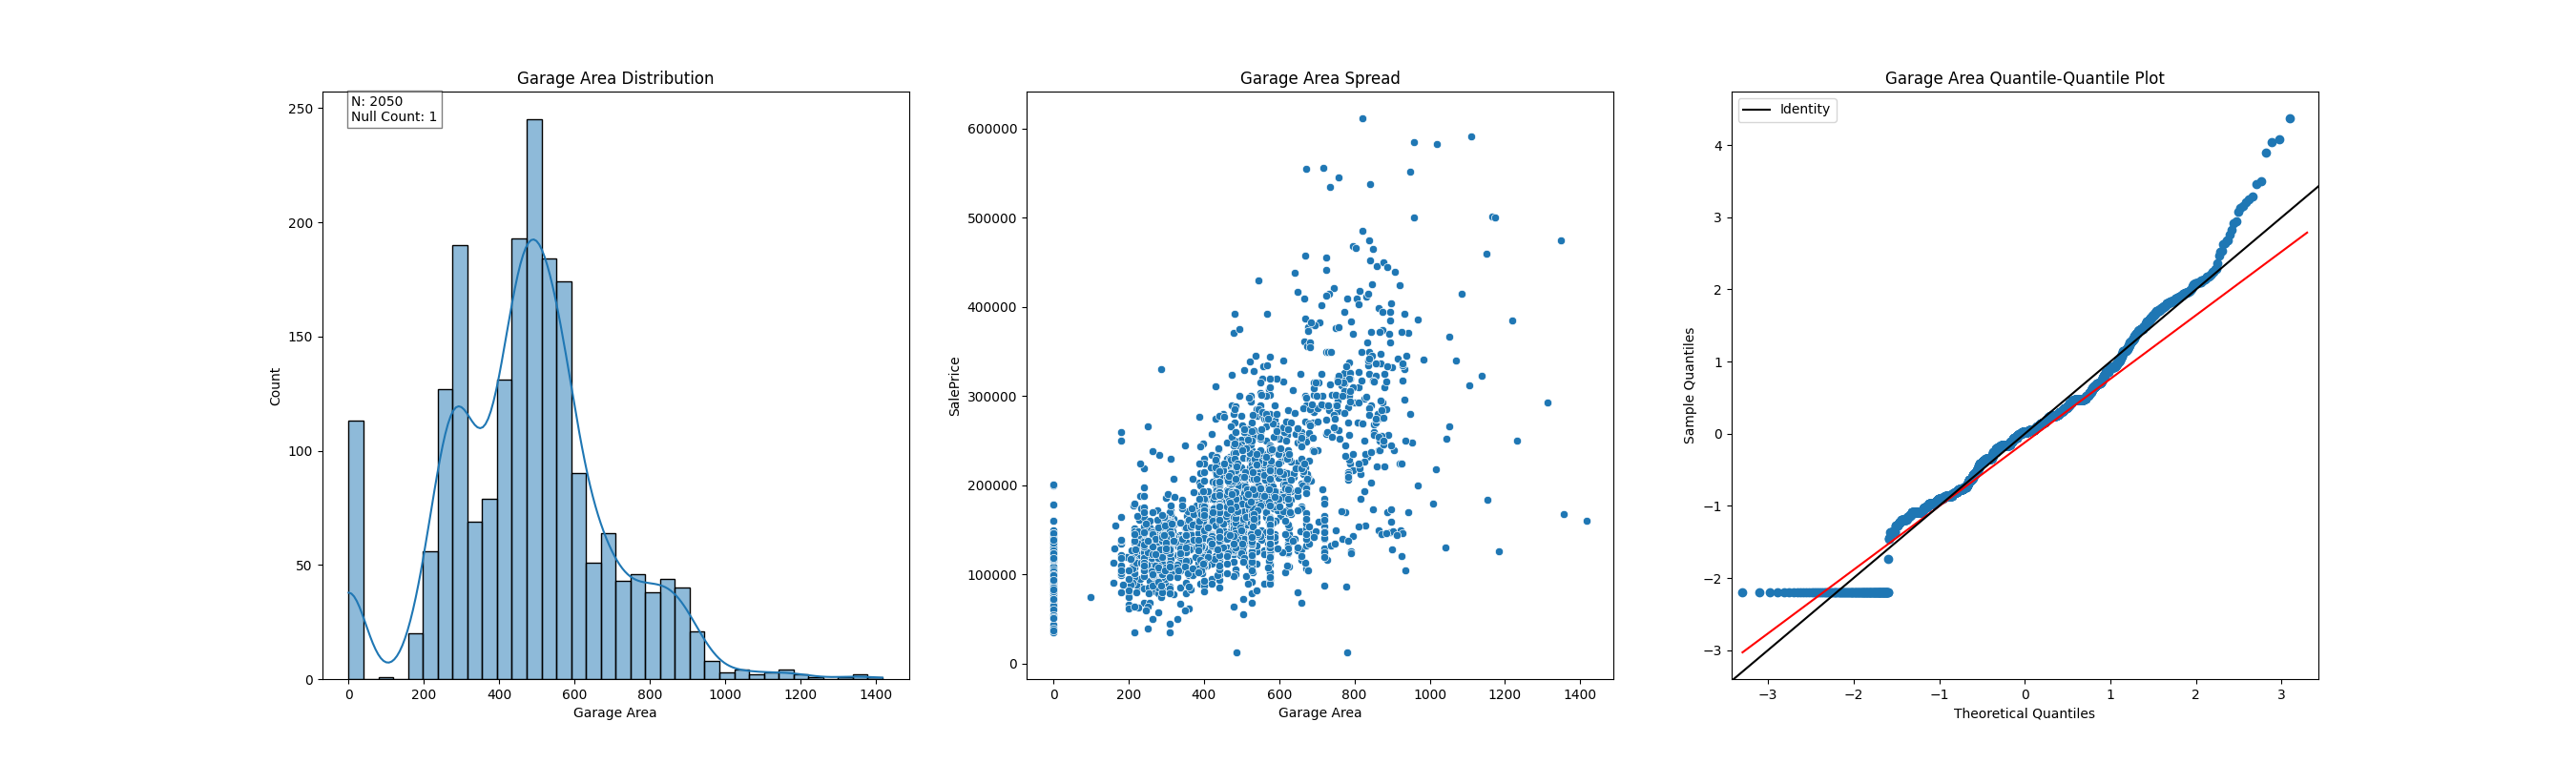 Garage Area Distribution
N: 2050
Null Count: 1
250
200
150
100
50
0
Count
0 200 400 600 800 1000 1200 1400
Garage Area
Garage Area Spread
600000
500000
400000
300000
200000
100000
0
SalePrice
0 200 400 600 800 1000 1200 1400
Garage Area
Garage Area Quantile-Quantile Plot
Identity
4
3
2
1
0
−1
−2
−3
Sample Quantiles
−3 −2 −1 0 1 2 3
Theoretical Quantiles